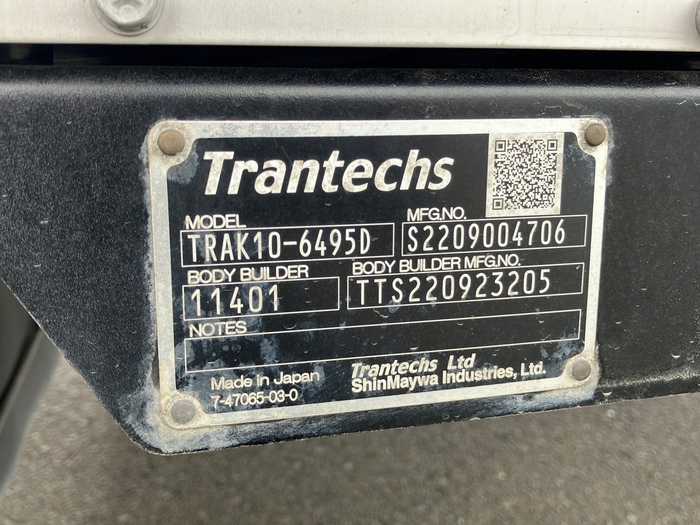 Trantechs
MODEL
TRAK10-6495D
MFG.NO.
S2209004706
BODY BUILDER
11401
BODY BUILDER MFG.NO.
TTS220923205
NOTES
Made in Japan
7-47065-03-0
Trantechs Ltd
ShinMaywa Industries, Ltd.